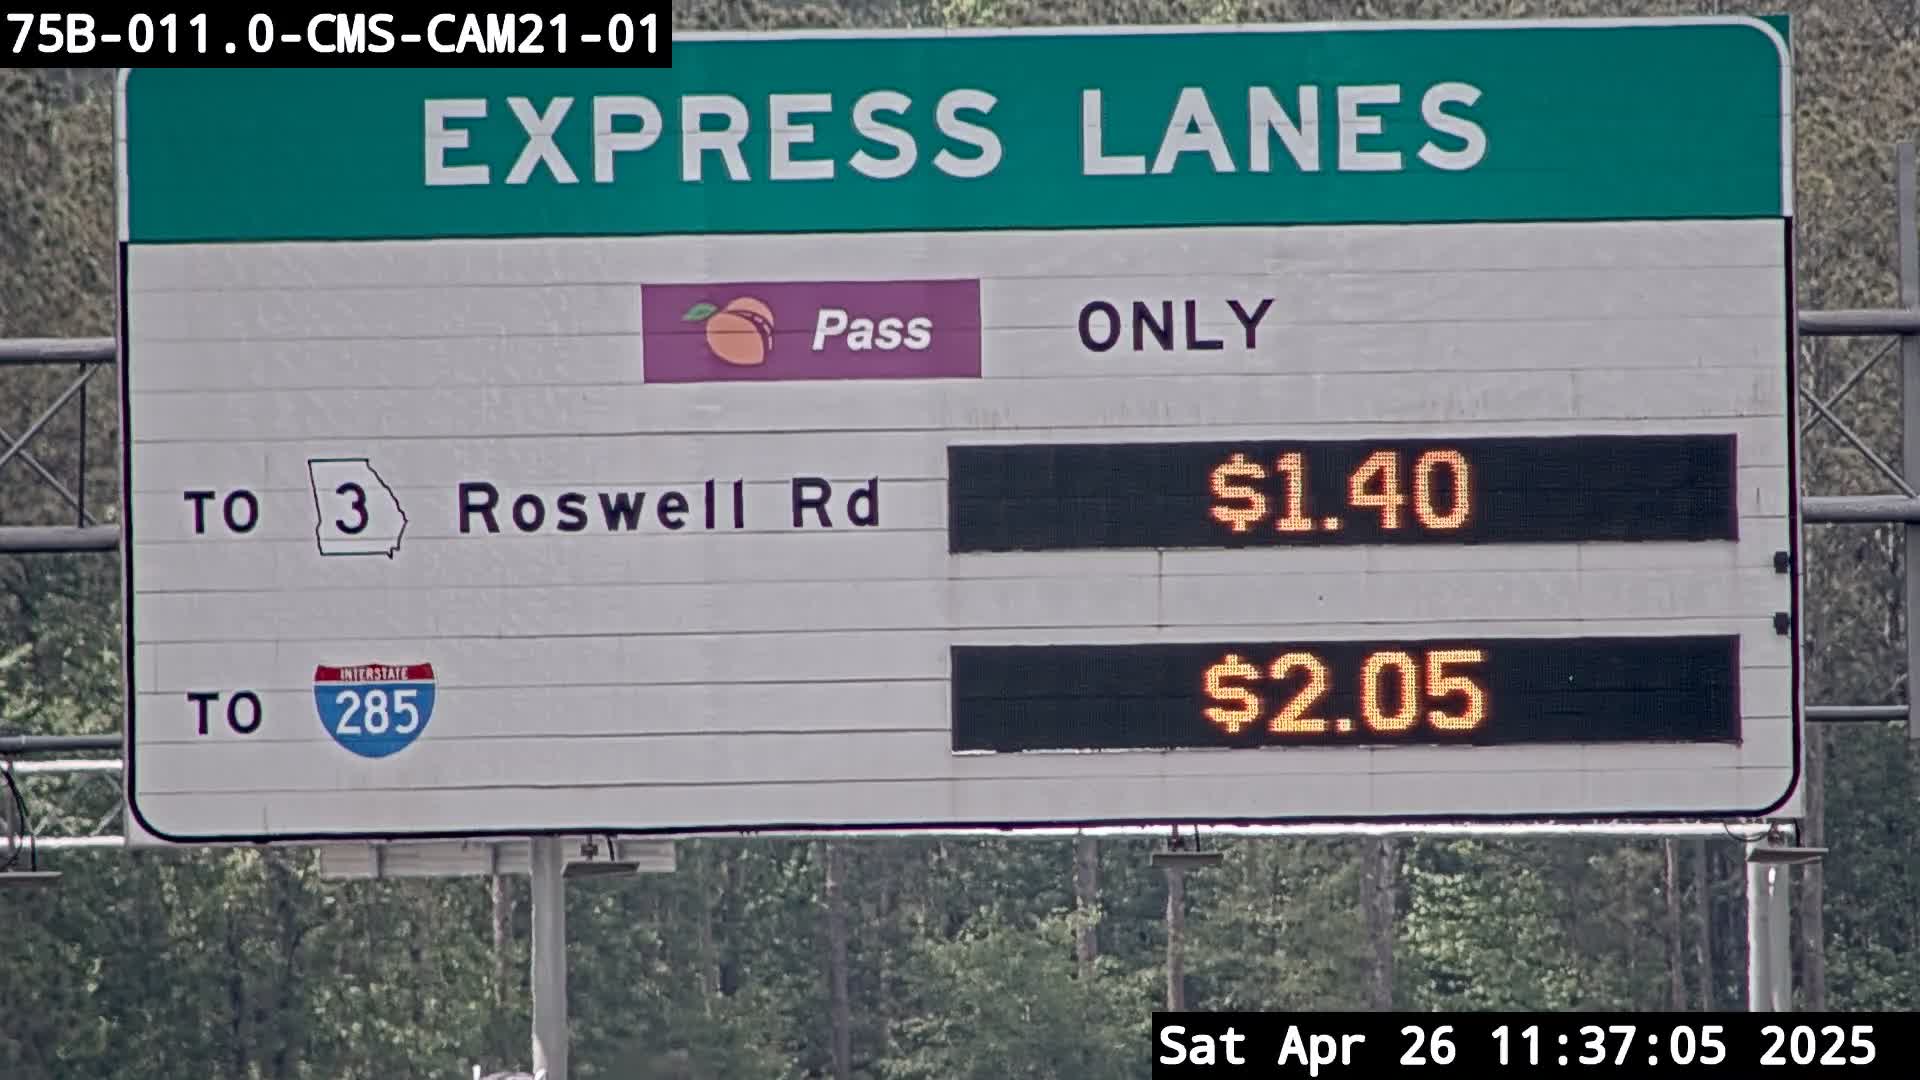 75B-011.0-CMS-CAM21-01
EXPRESS LANES
Pass ONLY
TO 3 Roswell Rd $1.40
TO INTERSTATE 285 $2.05
Sat Apr 26 11:37:05 2025